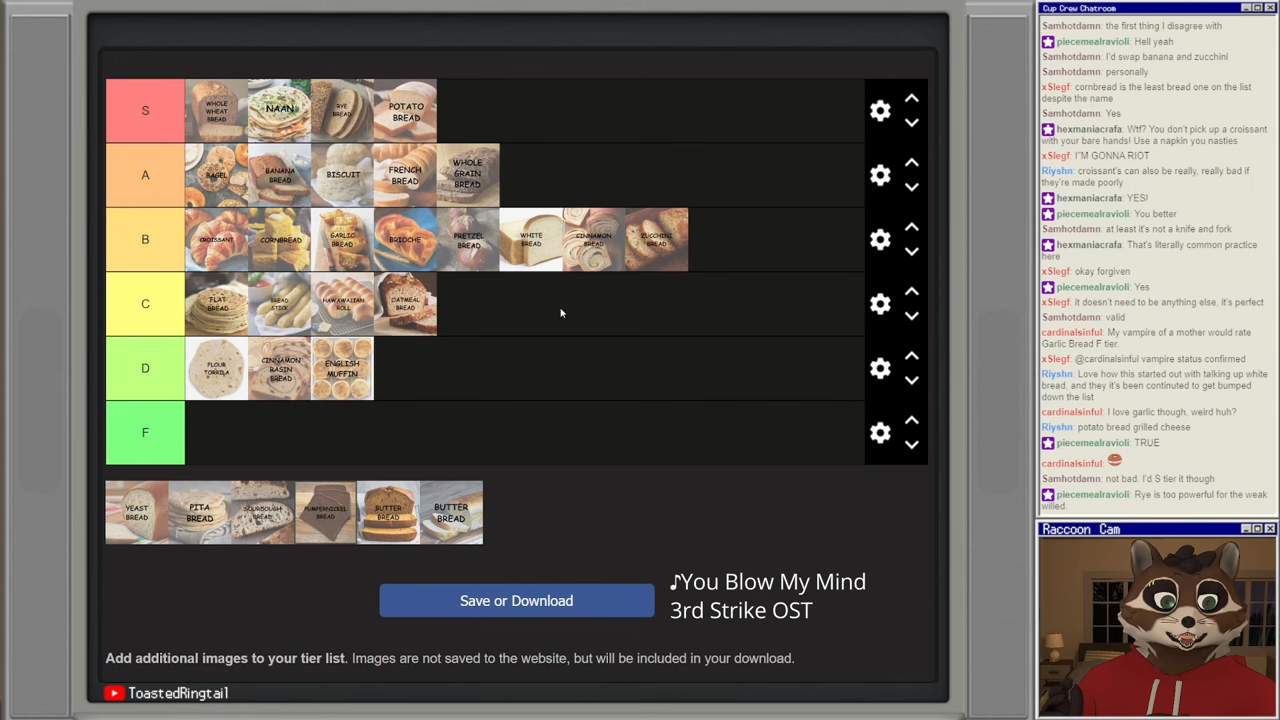 S
WHOLE
WHEAT
BREAD
NAAN
RYE
BREAD
POTATO
BREAD
A
BAGEL
BANANA
BREAD
BISCUIT
FRENCH
BREAD
WHOLE
GRAIN
BREAD
B
CROISSANT
CORNBREAD
GARLIC
BREAD
BRIOCHE
PRETZEL
BREAD
WHITE
BREAD
CINNAMON
BREAD
ZUCCHINI
BREAD
C
FLAT
BREAD
BREAD
STICK
HAWAWAIIAN
ROLL
OATMEAL
BREAD
D
FLOUR
TORRILA
CINNAMON
RASIN
BREAD
ENGLISH
MUFFIN
F
YEAST
BREAD
PITA
BREAD
SOURBOUGH
BREAD
PUMPERNICKEL
BREAD
BUTTER
BREAD
BUTTER
BREAD
Save or Download
♪You Blow My Mind
3rd Strike OST
Add additional images to your tier list. Images are not saved to the website, but will be included in your download.
ToastedRingtail
Cup Crew Chatroom
Samhotdamn: the first thing I disagree with
piecemealravioli: Hell yeah
Samhotdamn: I'd swap banana and zucchini
Samhotdamn: personally
xSlegf: cornbread is the least bread one on the list
despite the name
Samhotdamn: Yes
hexmaniacrafa: Wtf? You don't pick up a croissant
with your bare hands! Use a napkin you nasties
xSlegf: I"M GONNA RIOT
Riyshn: croissant's can also be really, really bad if
they're made poorly
hexmaniacrafa: YES!
piecemealravioli: You better
Samhotdamn: at least it's not a knife and fork
hexmaniacrafa: That's literally common practice
here
xSlegf: okay forgiven
piecemealravioli: Yes
xSlegf: it doesn't need to be anything else, it's perfect
Samhotdamn: valid
cardinalsinful: My vampire of a mother would rate
Garlic Bread F tier.
xSlegf: @cardinalsinful vampire status confirmed
Riyshn: Love how this started out with talking up white
bread, and they it's been continuted to get bumped
down the list
cardinalsinful: I love garlic though, weird huh?
Riyshn: potato bread grilled cheese
piecemealravioli: TRUE
cardinalsinful:
Samhotdamn: not bad. I'd S tier it though
piecemealravioli: Rye is too powerful for the weak
willed.
Raccoon Cam